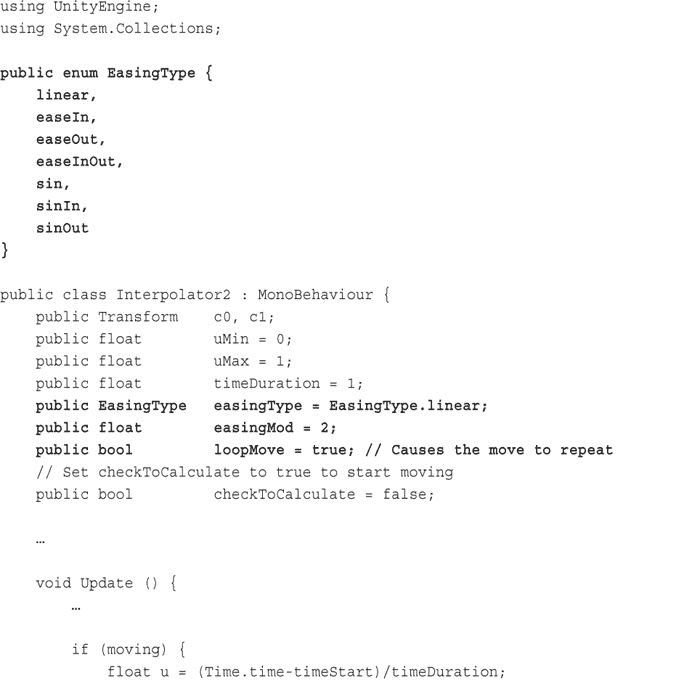 using UnityEngine;
using System.Collections;

public enum EasingType {
    linear,
    easeIn,
    easeOut,
    easeInOut,
    sin,
    sinIn,
    sinOut
}

public class Interpolator2 : MonoBehaviour {
    public Transform    c0, c1;
    public float        uMin = 0;
    public float        uMax = 1;
    public float        timeDuration = 1;
    public EasingType   easingType = EasingType.linear;
    public float        easingMod = 2;
    public bool         loopMove = true; // Causes the move to repeat
    // Set checkToCalculate to true to start moving
    public bool         checkToCalculate = false;

    …

    void Update () {
        …

        if (moving) {
            float u = (Time.time-timeStart)/timeDuration;